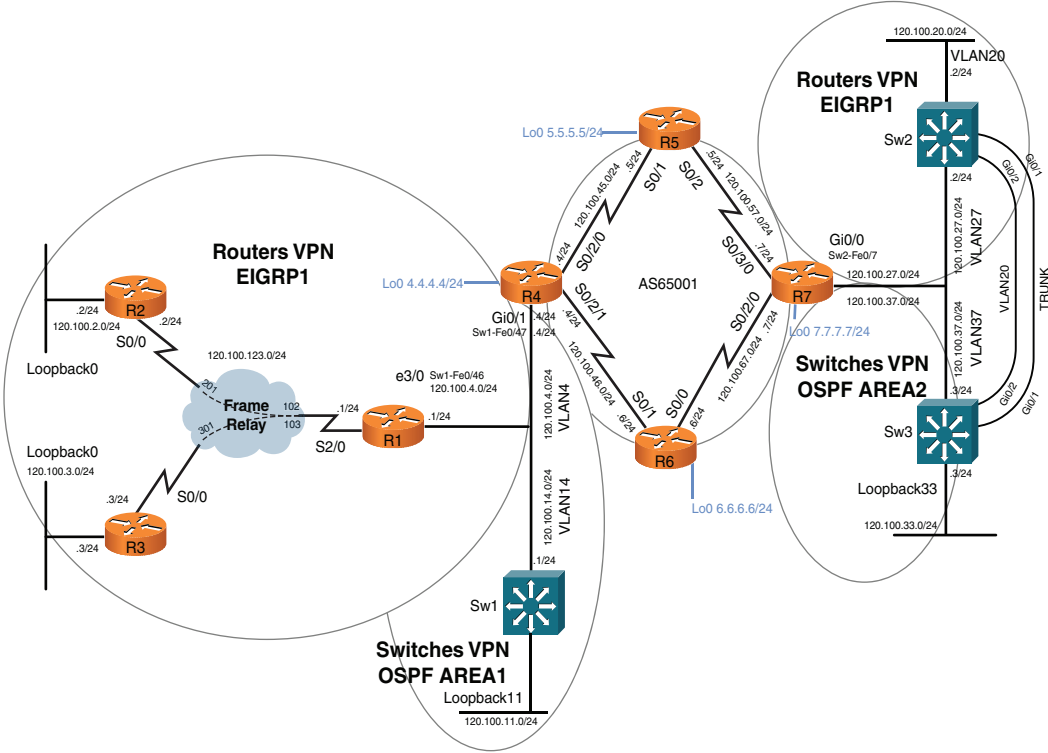 120.100.20.0/24
VLAN20
.2/24
Routers VPN
EIGRP1
Sw2
.2/24
Gi0/2
Gi0/1
120.100.27.0/24
VLAN27
VLAN20
TRUNK
120.100.37.0/24
VLAN37
Gi0/2
Gi0/1
Lo0 5.5.5.5/24
R5
.5/24
S0/1
120.100.45.0/24
.4/24
S0/2/0
.5/24
S0/2
120.100.57.0/24
.7/24
S0/3/0
AS65001
Gi0/0
Sw2-Fe0/7
R7
120.100.27.0/24
120.100.37.0/24
Lo0 7.7.7.7/24
Lo0 4.4.4.4/24
R4
Gi0/1
.4/24
Sw1-Fe0/47
.4/24
.4/24
S0/2/1
120.100.46.0/24
.6/24
S0/1
S0/2/0
.7/24
120.100.67.0/24
S0/0
.6/24
R6
Lo0 6.6.6.6/24
Switches VPN
OSPF AREA2
.3/24
Sw3
.3/24
Loopback33
120.100.33.0/24
Routers VPN
EIGRP1
R2
.2/24
120.100.2.0/24
.2/24
S0/0
Loopback0
120.100.123.0/24
201
Frame
Relay
102
103
301
.1/24
S2/0
e3/0
Sw1-Fe0/46
120.100.4.0/24
.1/24
R1
Loopback0
120.100.3.0/24
.3/24
S0/0
.3/24
R3
120.100.4.0/24
VLAN4
120.100.14.0/24
VLAN14
.1/24
Sw1
Switches VPN
OSPF AREA1
Loopback11
120.100.11.0/24